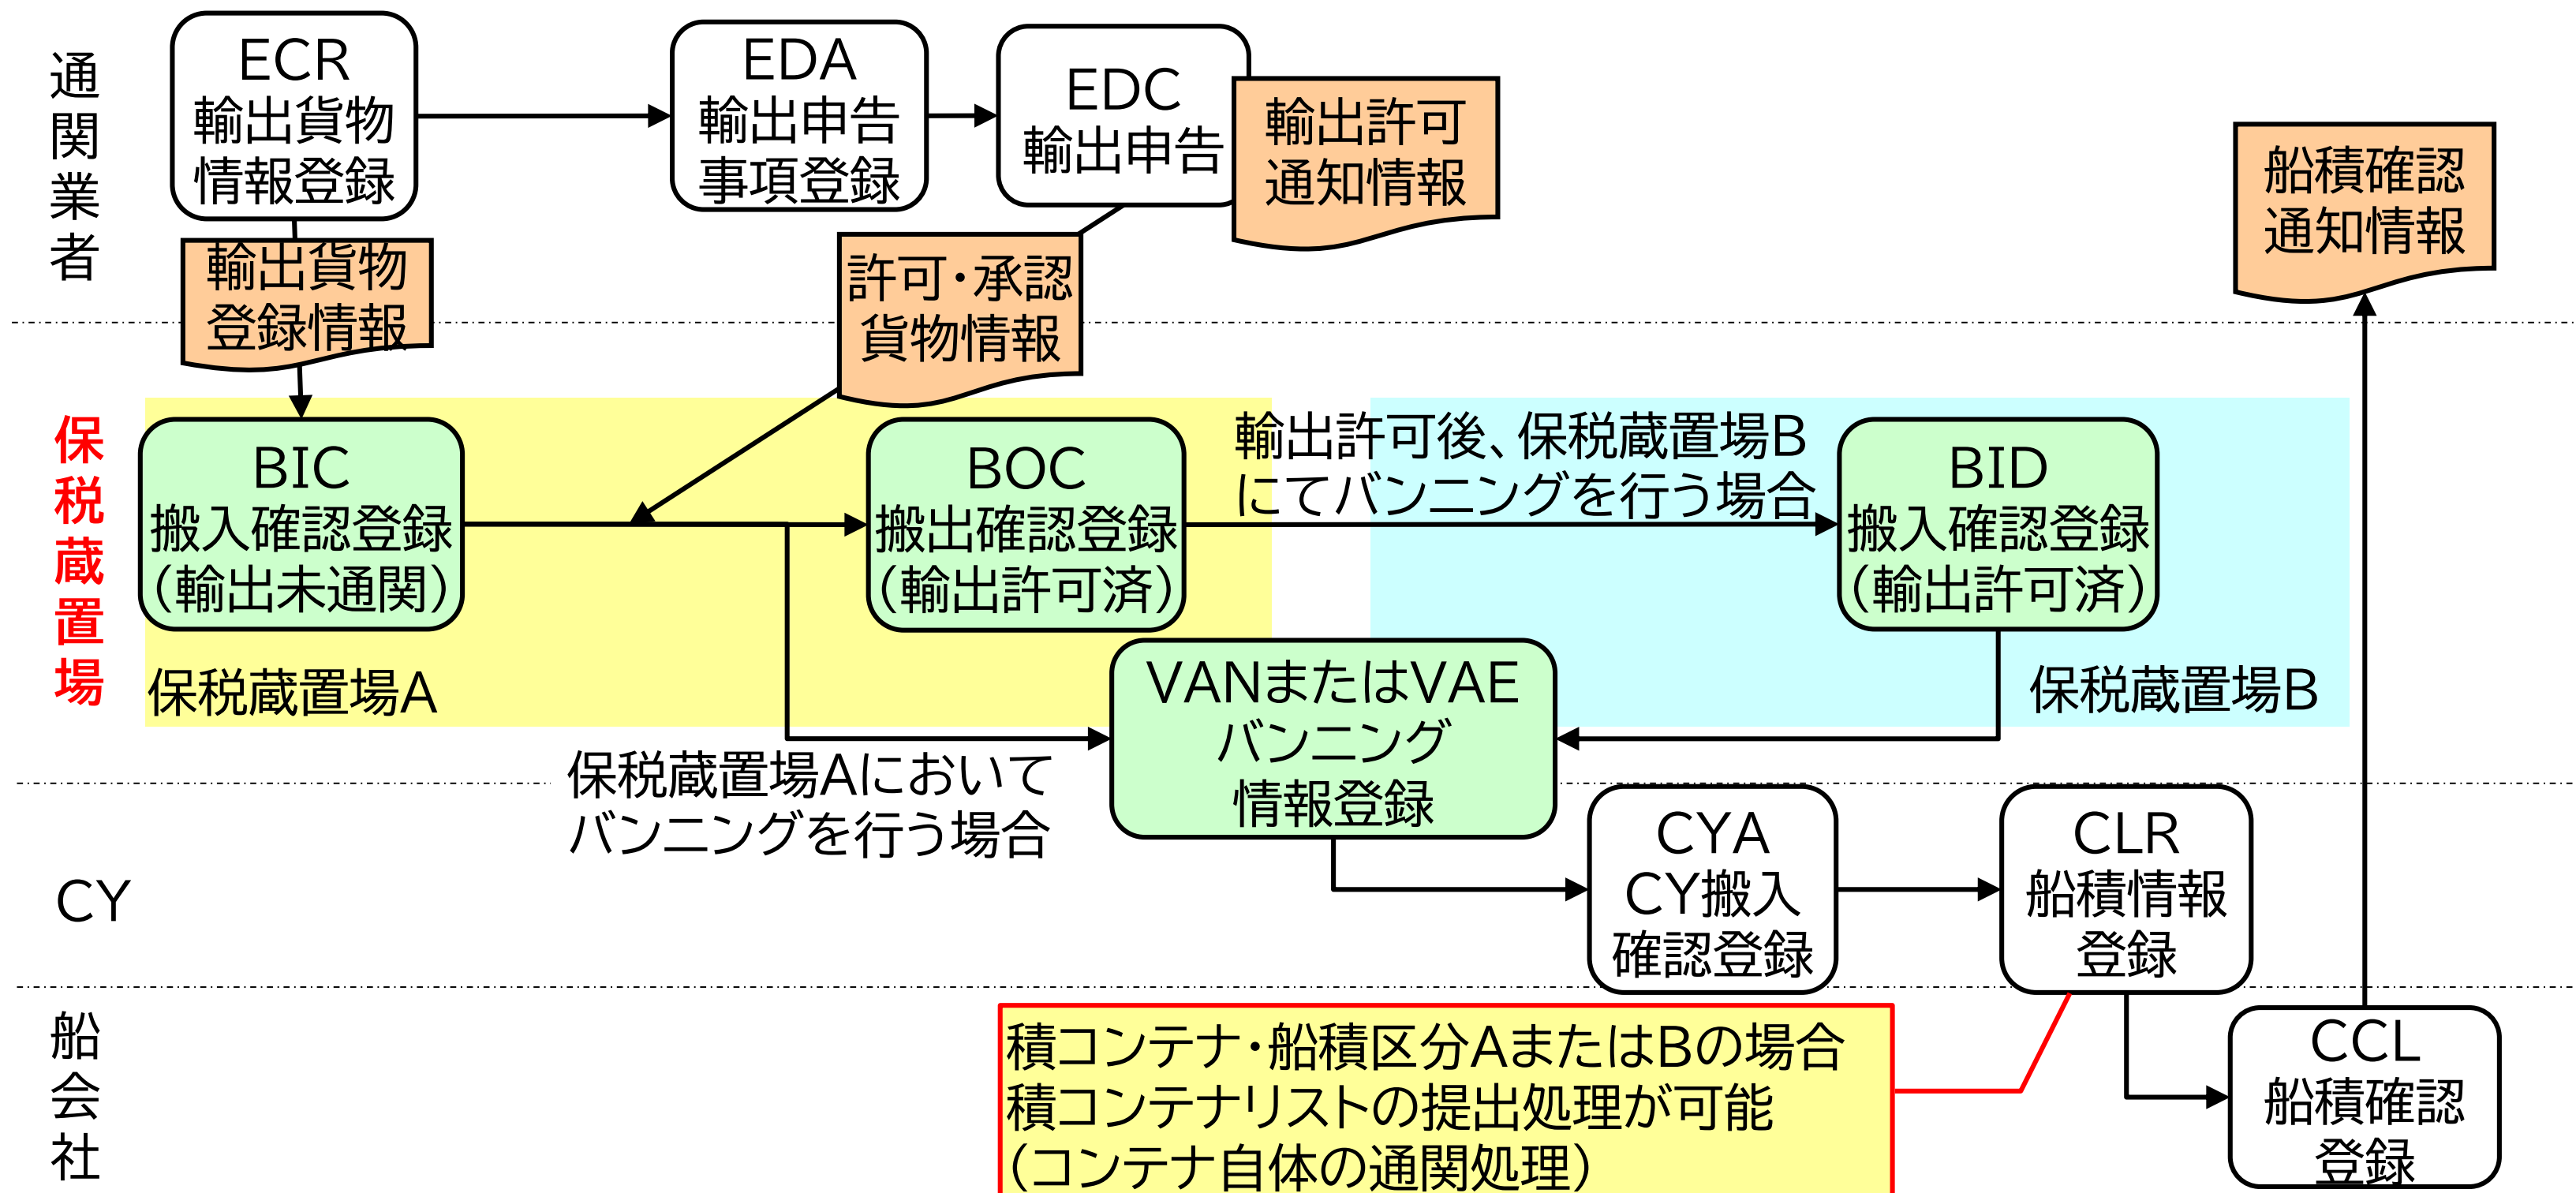 通関業者
ECR
輸出貨物
情報登録
EDA
輸出申告
事項登録
EDC
輸出申告
輸出許可
通知情報
船積確認
通知情報
輸出貨物
登録情報
許可・承認
貨物情報
保税蔵置場
BIC
搬入確認登録
（輸出未通関）
BOC
搬出確認登録
（輸出許可済）
輸出許可後、保税蔵置場B
にてバンニングを行う場合
BID
搬入確認登録
（輸出許可済）
保税蔵置場A
保税蔵置場B
VANまたはVAE
バンニング
情報登録
保税蔵置場Aにおいて
バンニングを行う場合
CY
CYA
CY搬入
確認登録
CLR
船積情報
登録
船会社
積コンテナ・船積区分AまたはBの場合
積コンテナリストの提出処理が可能
（コンテナ自体の通関処理）
CCL
船積確認
登録